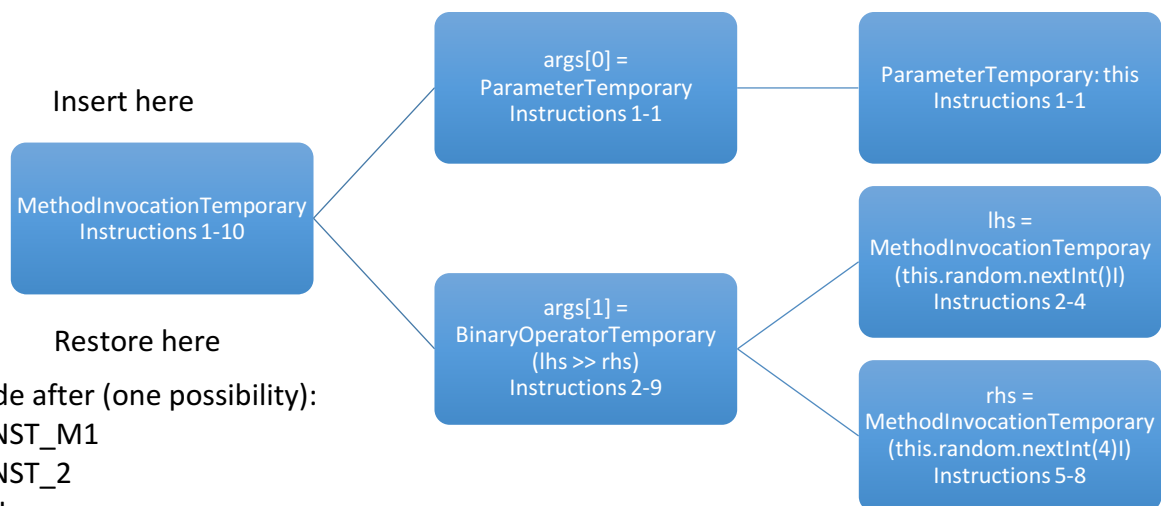 Insert here
MethodInvocationTemporary
Instructions 1-10
Restore here
args[0] =
ParameterTemporary
Instructions 1-1
ParameterTemporary: this
Instructions 1-1
args[1] =
BinaryOperatorTemporary
(lhs >> rhs)
Instructions 2-9
lhs =
MethodInvocationTemporay
(this.random.nextInt()I)
Instructions 2-4
rhs =
MethodInvocationTemporary
(this.random.nextInt(4)I)
Instructions 5-8
de after (one possibility):
NST_M1
NST_2